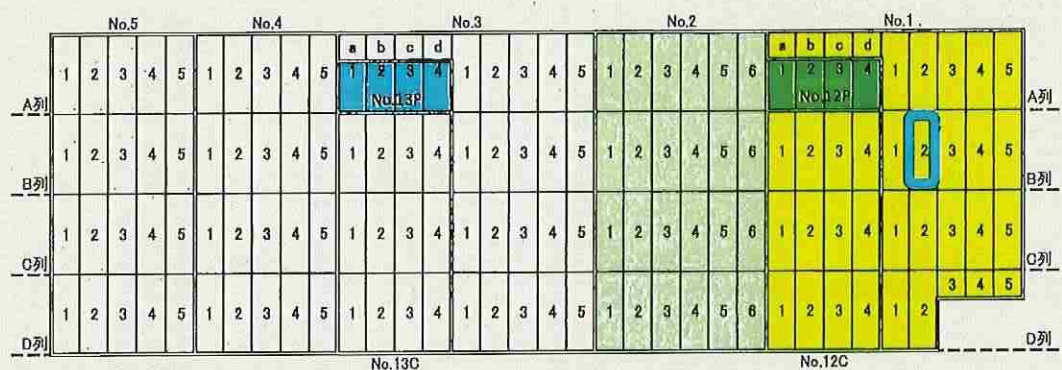 No.5 No.4 No.3 No.2 No.1
a b c d a b c d
1 2 3 4 5 1 2 3 4 5 1 2 3 4 1 2 3 4 5 1 2 3 4 5 6 1 2 3 4 1 2 3 4 5
No.13P No.12P
A列 A列
1 2 3 4 5 1 2 3 4 5 1 2 3 4 1 2 3 4 5 1 2 3 4 5 6 1 2 3 4 1 2 3 4 5
B列 B列
1 2 3 4 5 1 2 3 4 5 1 2 3 4 1 2 3 4 5 1 2 3 4 5 6 1 2 3 4 1 2 3 4 5
C列 C列
3 4 5
1 2 3 4 5 1 2 3 4 5 1 2 3 4 1 2 3 4 5 1 2 3 4 5 6 1 2 3 4 1 2
D列 D列
No.13C No.12C